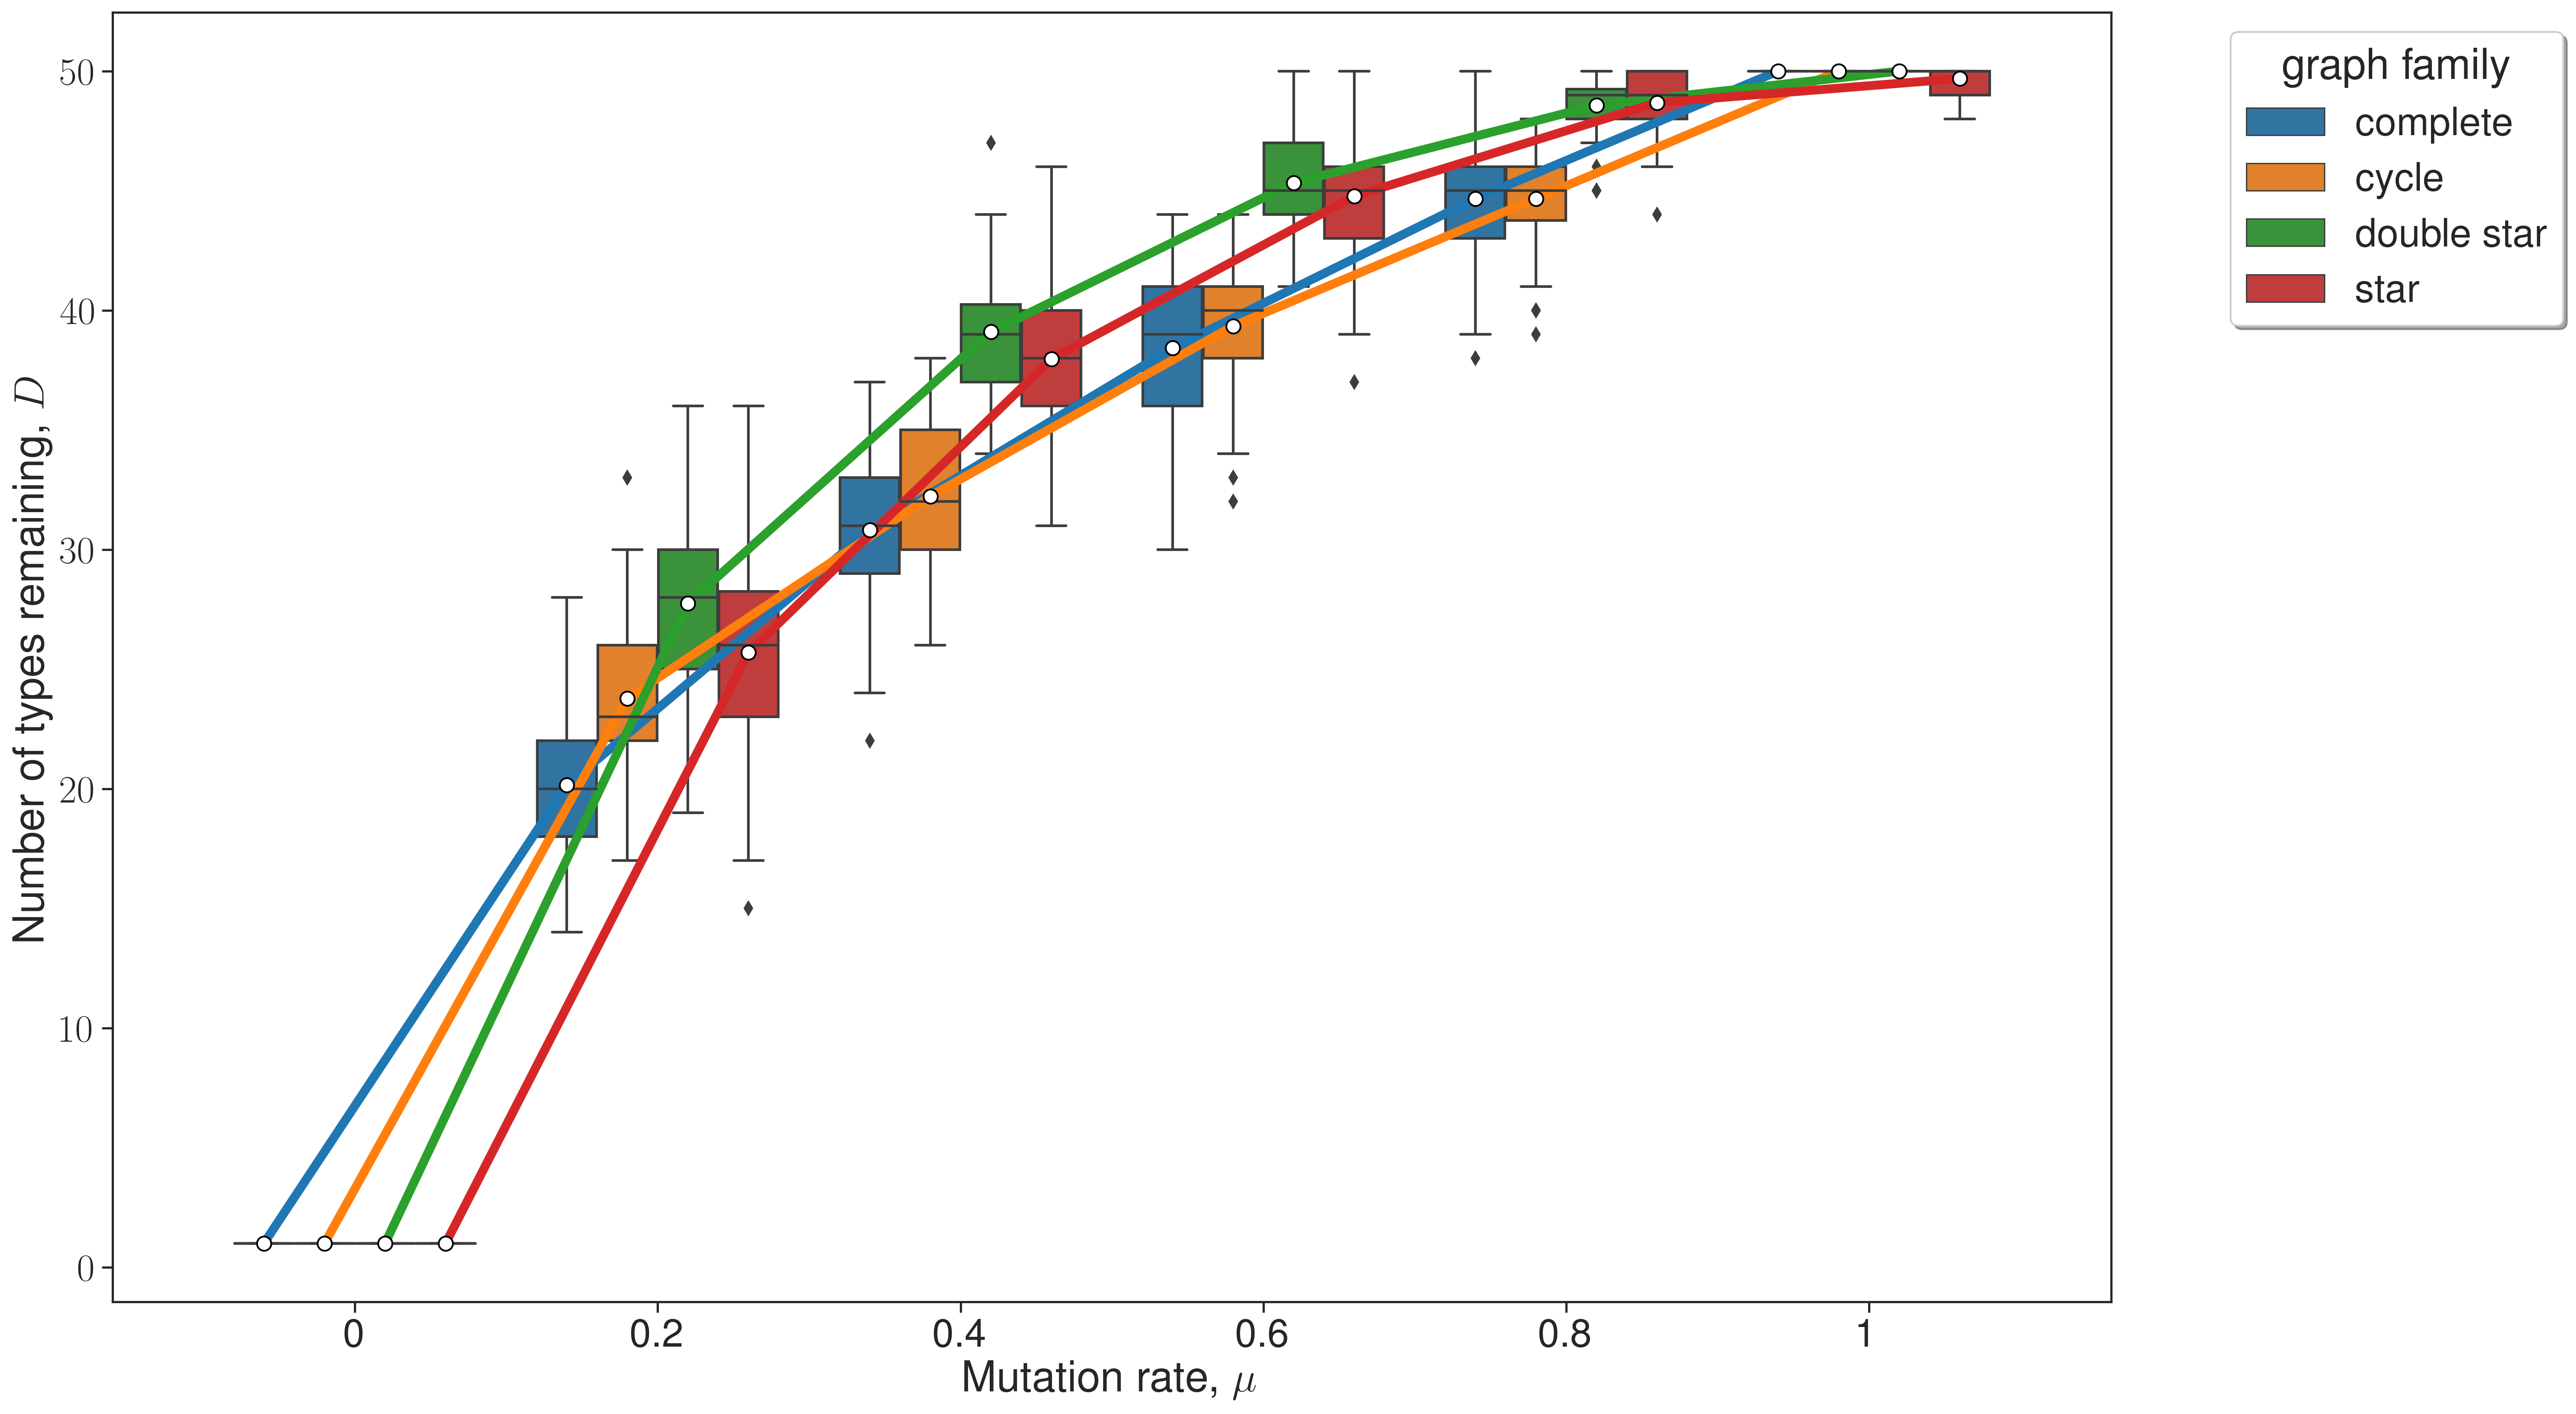 50
40
30
20
10
0
Number of types remaining, D
0 0.2 0.4 0.6 0.8 1
Mutation rate, μ
graph family
complete
cycle
double star
star